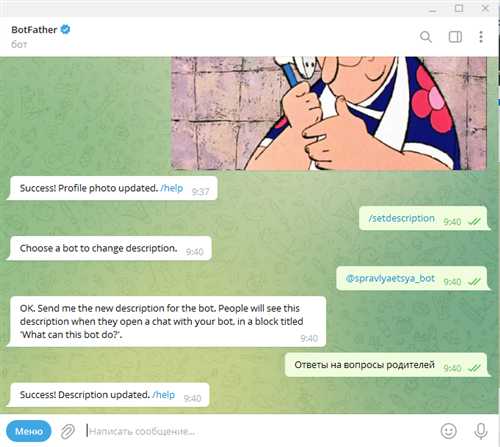 BotFather
бот
Success! Profile photo updated. /help 9:37
/setdescription 9:40
Choose a bot to change description. 9:40
@spravlyaetsya_bot 9:40
OK. Send me the new description for the bot. People will see this
description when they open a chat with your bot, in a block titled
'What can this bot do?'. 9:40
Ответы на вопросы родителей 9:40
Success! Description updated. /help 9:40
Меню Написать сообщение...